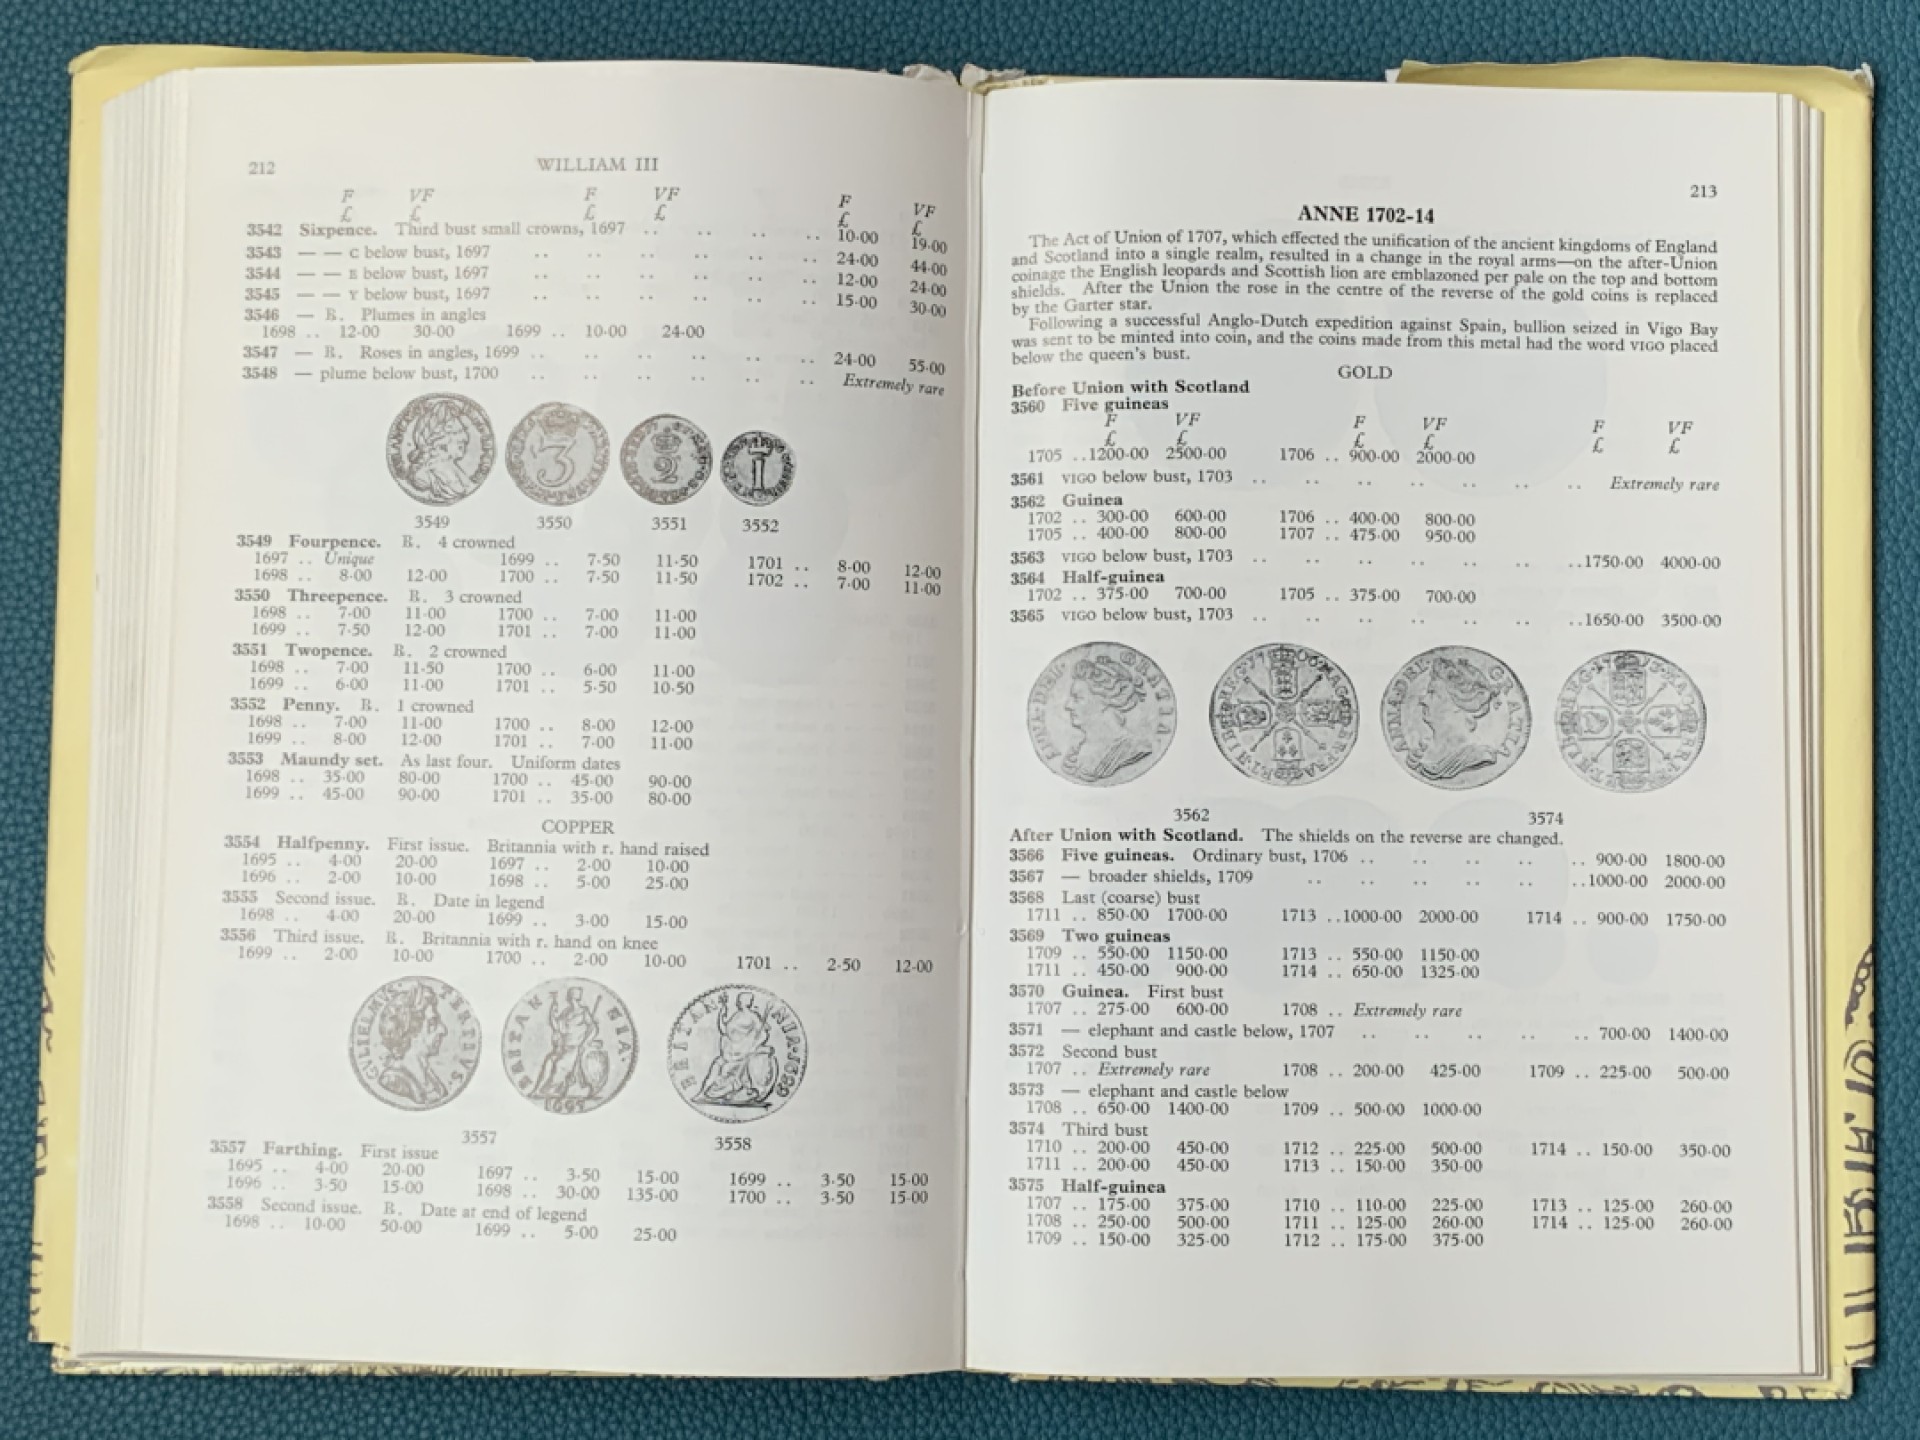 212
WILLIAM III
F VF F VF F VF
£ £ £ £ £ £
3542 Sixpence. Third bust small crowns, 1697 .. .. .. .. 10·00 19·00
3543 — — C below bust, 1697 .. .. .. .. .. .. 24·00 44·00
3544 — — E below bust, 1697 .. .. .. .. .. .. 12·00 24·00
3545 — — Y below bust, 1697 .. .. .. .. .. .. 15·00 30·00
3546 — R. Plumes in angles
1698 .. 12·00 30·00 1699 .. 10·00 24·00
3547 — R. Roses in angles, 1699 .. .. .. .. .. .. 24·00 55·00
3548 — plume below bust, 1700 .. .. .. .. .. .. Extremely rare
3549 3550 3551 3552
3549 Fourpence. R. 4 crowned
1697 .. Unique 1699 .. 7·50 11·50 1701 .. 8·00 12·00
1698 .. 8·00 12·00 1700 .. 7·50 11·50 1702 .. 7·00 11·00
3550 Threepence. R. 3 crowned
1698 .. 7·00 11·00 1700 .. 7·00 11·00
1699 .. 7·50 12·00 1701 .. 7·00 11·00
3551 Twopence. R. 2 crowned
1698 .. 7·00 11·50 1700 .. 6·00 11·00
1699 .. 6·00 11·00 1701 .. 5·50 10·50
3552 Penny. R. 1 crowned
1698 .. 7·00 11·00 1700 .. 8·00 12·00
1699 .. 8·00 12·00 1701 .. 7·00 11·00
3553 Maundy set. As last four. Uniform dates
1698 .. 35·00 80·00 1700 .. 45·00 90·00
1699 .. 45·00 90·00 1701 .. 35·00 80·00
COPPER
3554 Halfpenny. First issue. Britannia with r. hand raised
1695 .. 4·00 20·00 1697 .. 2·00 10·00
1696 .. 2·00 10·00 1698 .. 5·00 25·00
3555 Second issue. R. Date in legend
1698 .. 4·00 20·00 1699 .. 3·00 15·00
3556 Third issue. R. Britannia with r. hand on knee
1699 .. 2·00 10·00 1700 .. 2·00 10·00 1701 .. 2·50 12·00
GVLIELMVS TERTIVS
BRITANNIA 1695
BRITANNIA·1699
3557 3558
3557 Farthing. First issue
1695 .. 4·00 20·00 1697 .. 3·50 15·00 1699 .. 3·50 15·00
1696 .. 3·50 15·00 1698 .. 30·00 135·00 1700 .. 3·50 15·00
3558 Second issue. R. Date at end of legend
1698 .. 10·00 50·00 1699 .. 5·00 25·00
213
ANNE 1702–14
The Act of Union of 1707, which effected the unification of the ancient kingdoms of England
and Scotland into a single realm, resulted in a change in the royal arms—on the after-Union
coinage the English leopards and Scottish lion are emblazoned per pale on the top and bottom
shields. After the Union the rose in the centre of the reverse of the gold coins is replaced
by the Garter star.
Following a successful Anglo-Dutch expedition against Spain, bullion seized in Vigo Bay
was sent to be minted into coin, and the coins made from this metal had the word VIGO placed
below the queen's bust.
GOLD
Before Union with Scotland
3560 Five guineas
F VF F VF F VF
£ £ £ £ £ £
1705 ..1200·00 2500·00 1706 .. 900·00 2000·00
3561 VIGO below bust, 1703 .. .. .. .. .. .. .. Extremely rare
3562 Guinea
1702 .. 300·00 600·00 1706 .. 400·00 800·00
1705 .. 400·00 800·00 1707 .. 475·00 950·00
3563 VIGO below bust, 1703 .. .. .. .. .. .. ..1750·00 4000·00
3564 Half-guinea
1702 .. 375·00 700·00 1705 .. 375·00 700·00
3565 VIGO below bust, 1703 .. .. .. .. .. .. ..1650·00 3500·00
ANNA·DEI· GRATIA
3562 3574
After Union with Scotland. The shields on the reverse are changed.
3566 Five guineas. Ordinary bust, 1706 .. .. .. .. .. 900·00 1800·00
3567 — broader shields, 1709 .. .. .. .. .. ..1000·00 2000·00
3568 Last (coarse) bust
1711 .. 850·00 1700·00 1713 ..1000·00 2000·00 1714 .. 900·00 1750·00
3569 Two guineas
1709 .. 550·00 1150·00 1713 .. 550·00 1150·00
1711 .. 450·00 900·00 1714 .. 650·00 1325·00
3570 Guinea. First bust
1707 .. 275·00 600·00 1708 .. Extremely rare
3571 — elephant and castle below, 1707 .. .. .. .. .. 700·00 1400·00
3572 Second bust
1707 .. Extremely rare 1708 .. 200·00 425·00 1709 .. 225·00 500·00
3573 — elephant and castle below
1708 .. 650·00 1400·00 1709 .. 500·00 1000·00
3574 Third bust
1710 .. 200·00 450·00 1712 .. 225·00 500·00 1714 .. 150·00 350·00
1711 .. 200·00 450·00 1713 .. 150·00 350·00
3575 Half-guinea
1707 .. 175·00 375·00 1710 .. 110·00 225·00 1713 .. 125·00 260·00
1708 .. 250·00 500·00 1711 .. 125·00 260·00 1714 .. 125·00 260·00
1709 .. 150·00 325·00 1712 .. 175·00 375·00